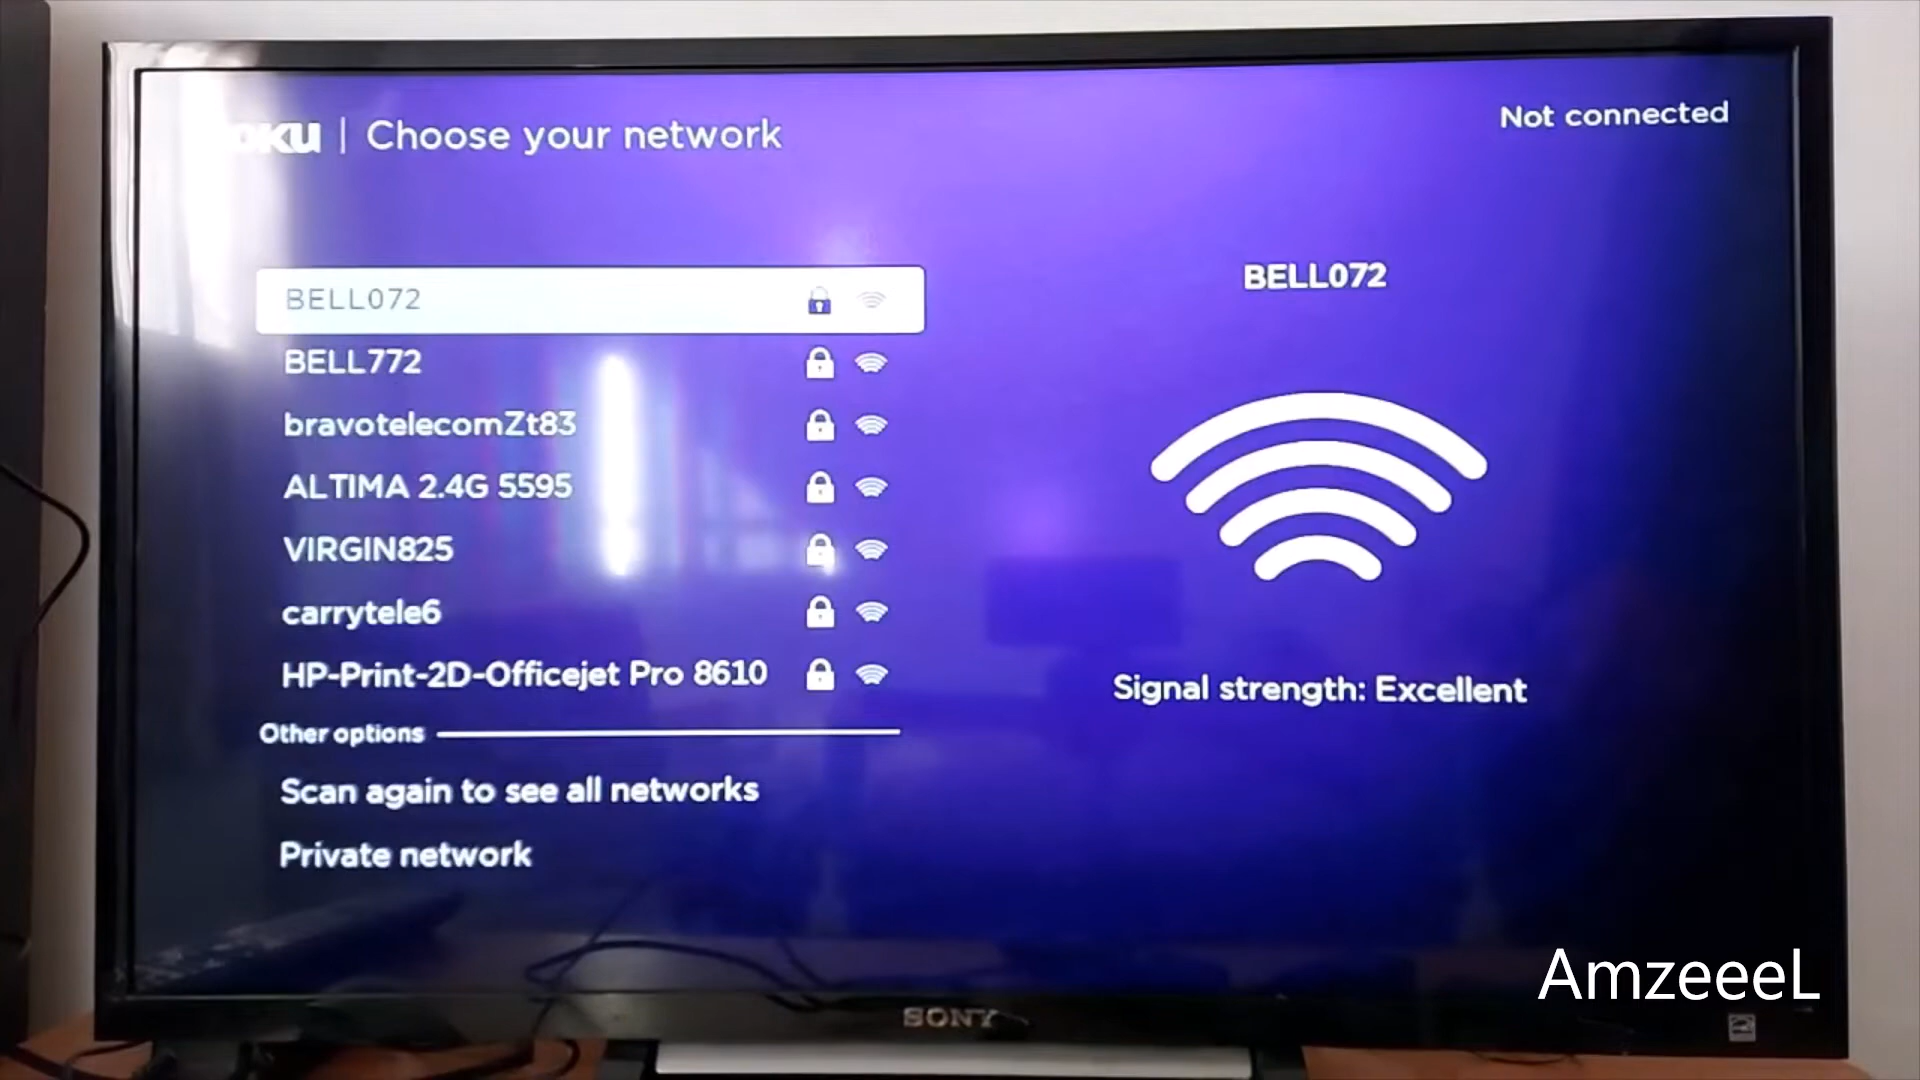 Roku | Choose your network
Not connected
BELL072
BELL772
bravotelecomZt83
ALTIMA 2.4G 5595
VIRGIN825
carrytele6
HP-Print-2D-Officejet Pro 8610
Other options
Scan again to see all networks
Private network
BELL072
Signal strength: Excellent
AmzeeeL
SONY